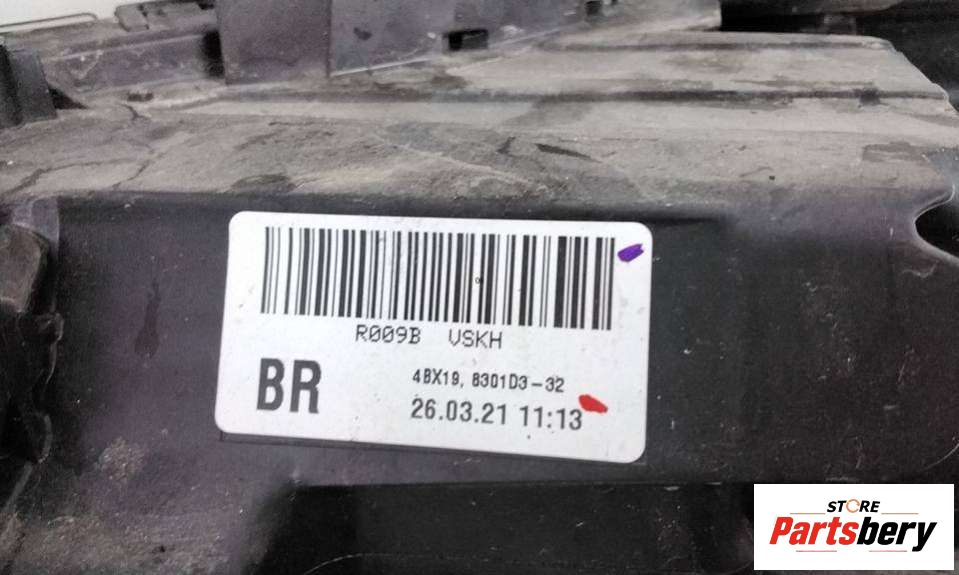 R009B VSKH
BR
4BX19, 8301D3-32
26.03.21 11:13
STORE
Partsbery